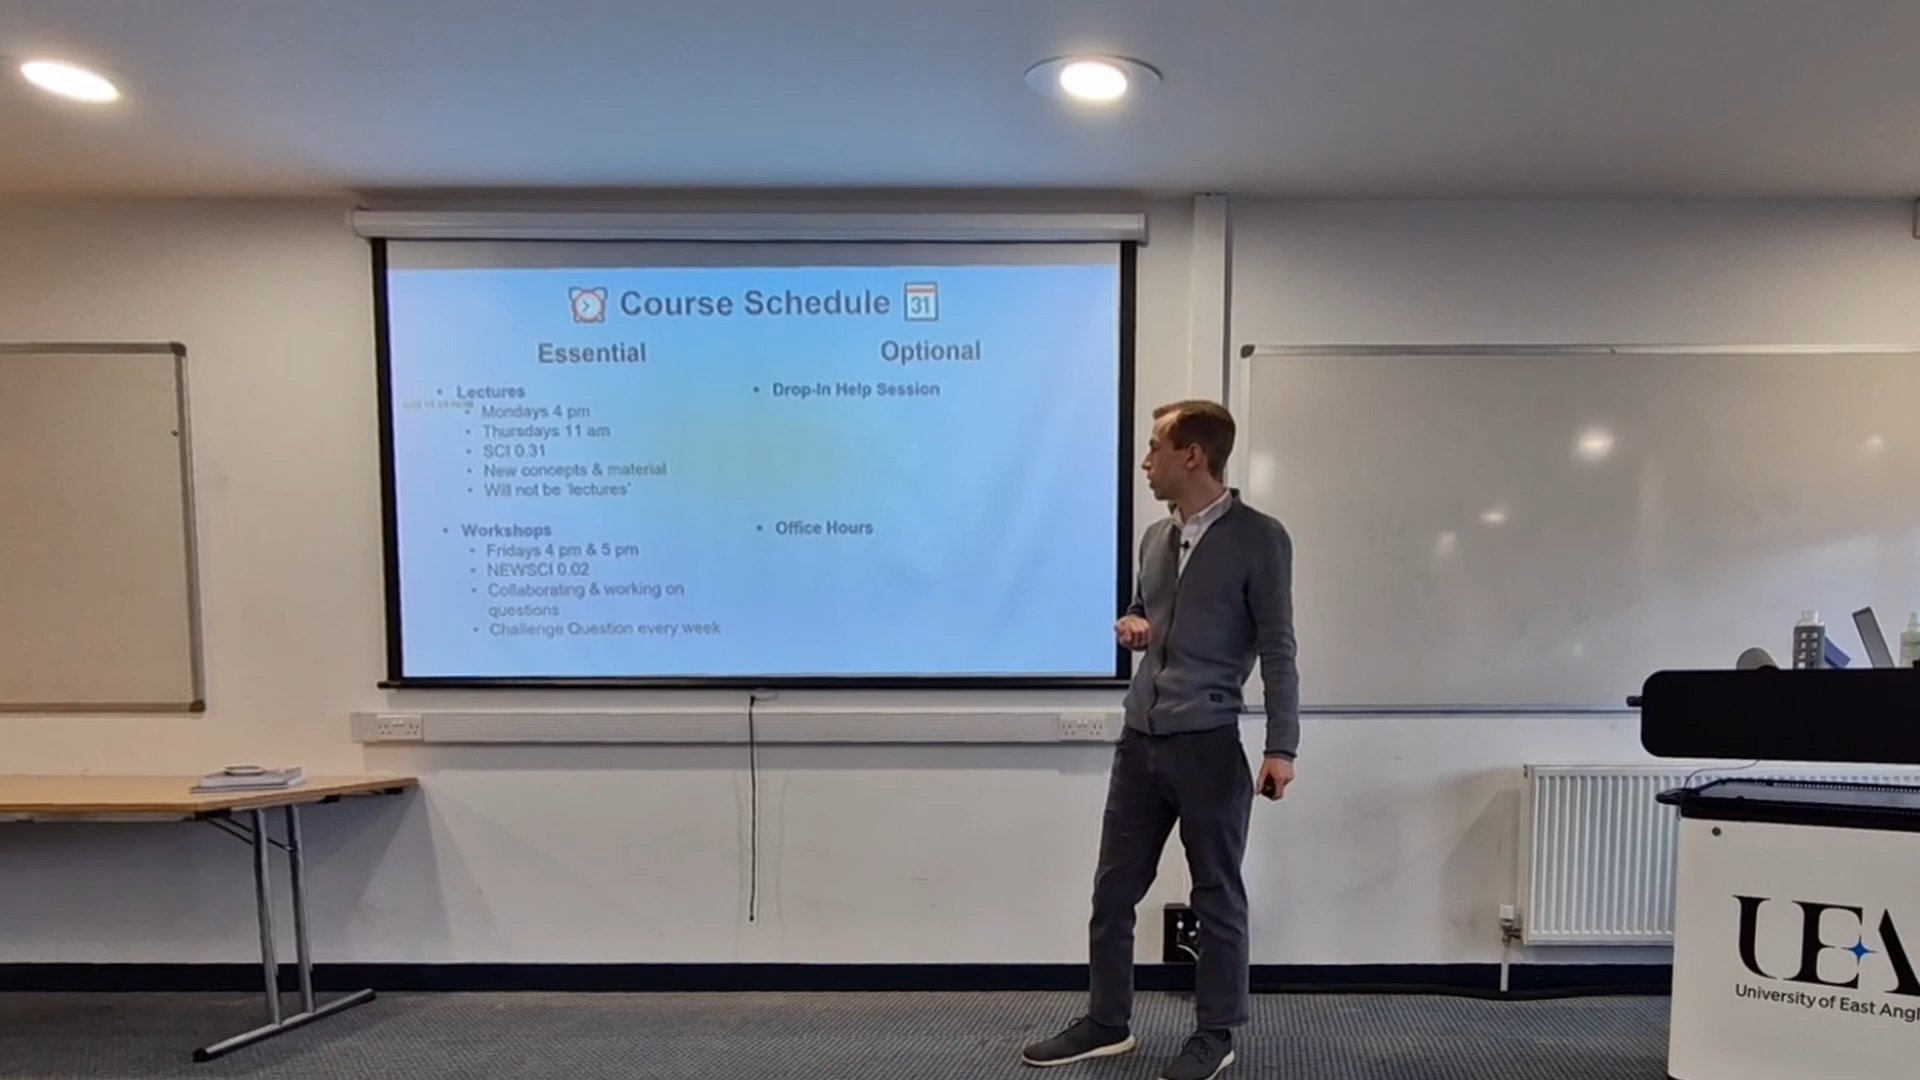 Course Schedule
31
Essential
Optional
Lectures
Mondays 4 pm
Thursdays 11 am
SCI 0.31
New concepts & material
Will not be 'lectures'
Workshops
Fridays 4 pm & 5 pm
NEWSCI 0.02
Collaborating & working on
questions
Challenge Question every week
Drop-In Help Session
Office Hours
UEA
University of East Angl